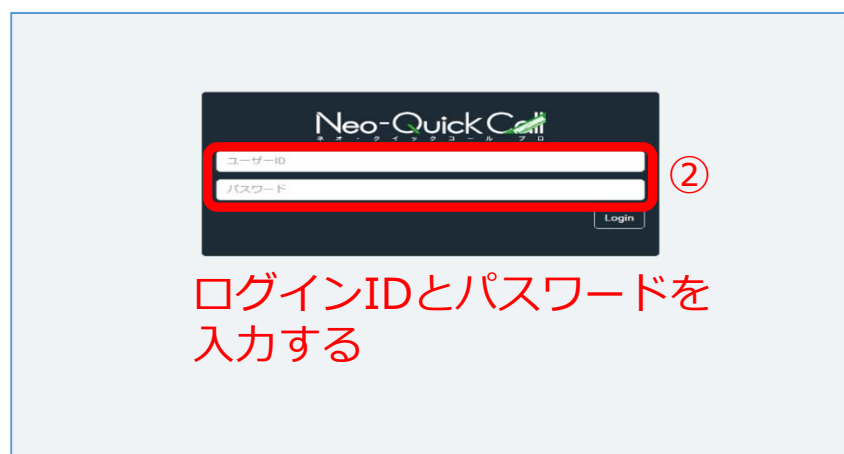 Neo-QuickCall
ネオ・クイックコール プロ
ユーザーID
②
パスワード
Login
ログインIDとパスワードを
入力する